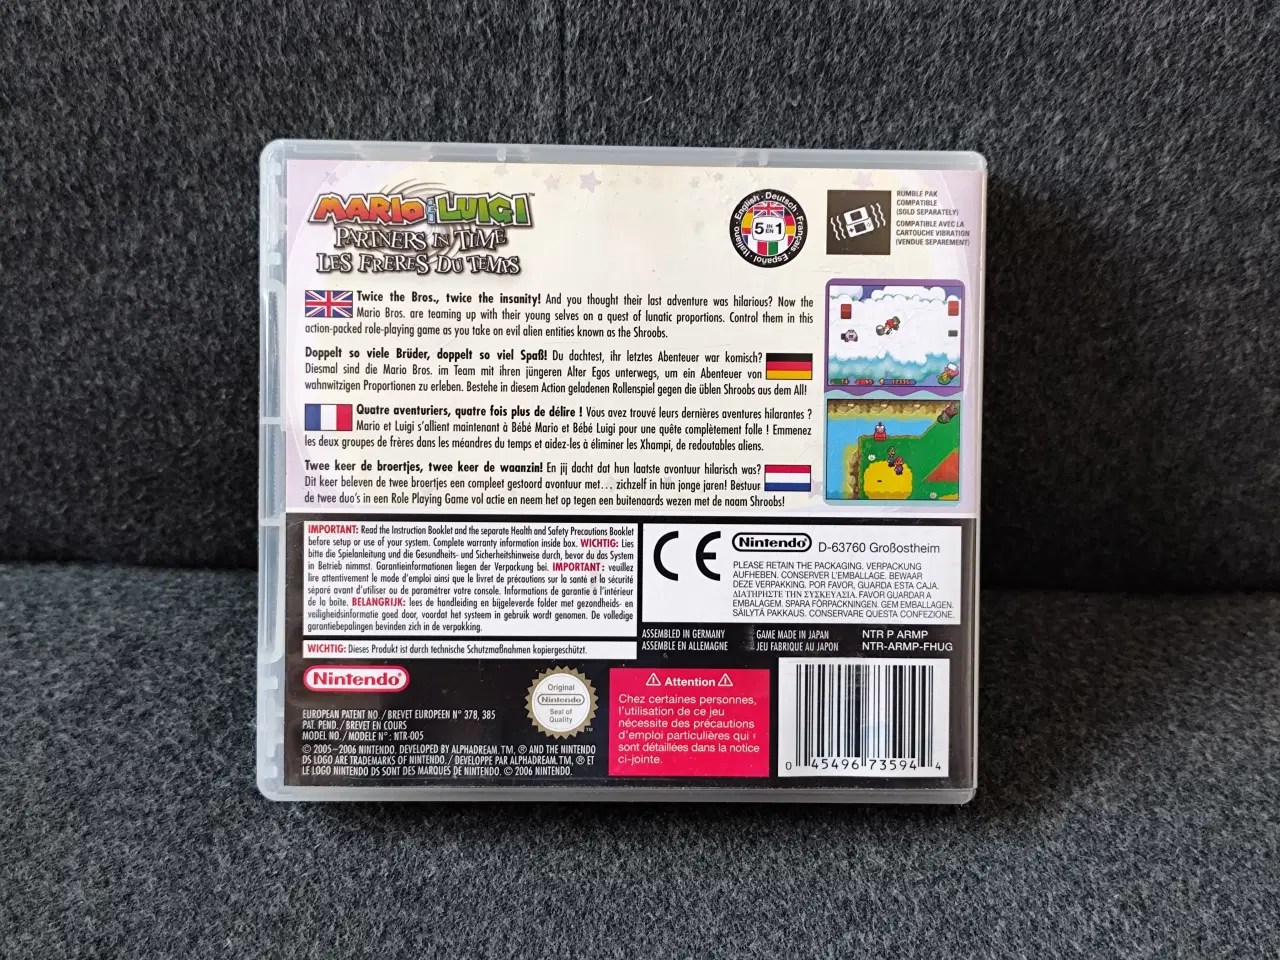 MARIO & LUIGI™
PARTNERS IN TIME
LES FRÈRES DU TEMPS
English · Deutsch · Français · Español · Italiano
5 IN/EN 1
RUMBLE PAK
COMPATIBLE
(SOLD SEPARATELY)
COMPATIBLE AVEC LA
CARTOUCHE VIBRATION
(VENDUE SEPAREMENT)
Twice the Bros., twice the insanity! And you thought their last adventure was hilarious? Now the
Mario Bros. are teaming up with their young selves on a quest of lunatic proportions. Control them in this
action-packed role-playing game as you take on evil alien entities known as the Shroobs.
Doppelt so viele Brüder, doppelt so viel Spaß! Du dachtest, ihr letztes Abenteuer war komisch?
Diesmal sind die Mario Bros. im Team mit ihren jüngeren Alter Egos unterwegs, um ein Abenteuer von
wahnwitzigen Proportionen zu erleben. Bestehe in diesem Action geladenen Rollenspiel gegen die üblen Shroobs aus dem All!
Quatre aventuriers, quatre fois plus de délire ! Vous avez trouvé leurs dernières aventures hilarantes ?
Mario et Luigi s'allient maintenant à Bébé Mario et Bébé Luigi pour une quête complètement folle ! Emmenez
les deux groupes de frères dans les méandres du temps et aidez-les à éliminer les Xhampi, de redoutables aliens.
Twee keer de broertjes, twee keer de waanzin! En jij dacht dat hun laatste avontuur hilarisch was?
Dit keer beleven de twee broertjes een compleet gestoord avontuur met... zichzelf in hun jonge jaren! Bestuur
de twee duo's in een Role Playing Game vol actie en neem het op tegen een buitenaards wezen met de naam Shroobs!
IMPORTANT: Read the Instruction Booklet and the separate Health and Safety Precautions Booklet
before setup or use of your system. Complete warranty information inside box. WICHTIG: Lies
bitte die Spielanleitung und die Gesundheits- und Sicherheitshinweise durch, bevor du das System
in Betrieb nimmst. Garantieinformationen liegen der Verpackung bei. IMPORTANT : veuillez
lire attentivement le mode d'emploi ainsi que le livret de précautions sur la santé et la sécurité
séparé avant d'utiliser ou de paramétrer votre console. Informations de garantie à l'intérieur
de la boîte. BELANGRIJK: lees de handleiding en bijgeleverde folder met gezondheids- en
veiligheidsinformatie goed door, voordat het systeem in gebruik wordt genomen. De volledige
garantiebepalingen bevinden zich in de verpakking.
WICHTIG: Dieses Produkt ist durch technische Schutzmaßnahmen kopiergeschützt.
CE
Nintendo® D-63760 Großostheim
PLEASE RETAIN THE PACKAGING. VERPACKUNG
AUFHEBEN. CONSERVER L'EMBALLAGE. BEWAAR
DEZE VERPAKKING. POR FAVOR, GUARDA ESTA CAJA.
ΔΙΑΤΗΡΗΣΤΕ ΤΗΝ ΣΥΣΚΕΥΑΣΙΑ. FAVOR GUARDAR A
EMBALAGEM. SPARA FÖRPACKNINGEN. GEM EMBALLAGEN.
SÄILYTÄ PAKKAUS. CONSERVARE QUESTA CONFEZIONE.
ASSEMBLED IN GERMANY
ASSEMBLE EN ALLEMAGNE
GAME MADE IN JAPAN
JEU FABRIQUE AU JAPON
NTR P ARMP
NTR-ARMP-FHUG
Nintendo®
EUROPEAN PATENT NO. / BREVET EUROPEEN N° 378, 385
PAT. PEND. / BREVET EN COURS
MODEL NO. / MODELE N° : NTR-005
© 2005–2006 NINTENDO. DEVELOPED BY ALPHADREAM. TM, ® AND THE NINTENDO
DS LOGO ARE TRADEMARKS OF NINTENDO. / DEVELOPPE PAR ALPHADREAM. TM, ® ET
LE LOGO NINTENDO DS SONT DES MARQUES DE NINTENDO. © 2006 NINTENDO.
Original
Nintendo
Seal of
Quality
TM
⚠ Attention ⚠
Chez certaines personnes,
l'utilisation de ce jeu
nécessite des précautions
d'emploi particulières qui
sont détaillées dans la notice
ci-jointe.
0 45496 73594 4